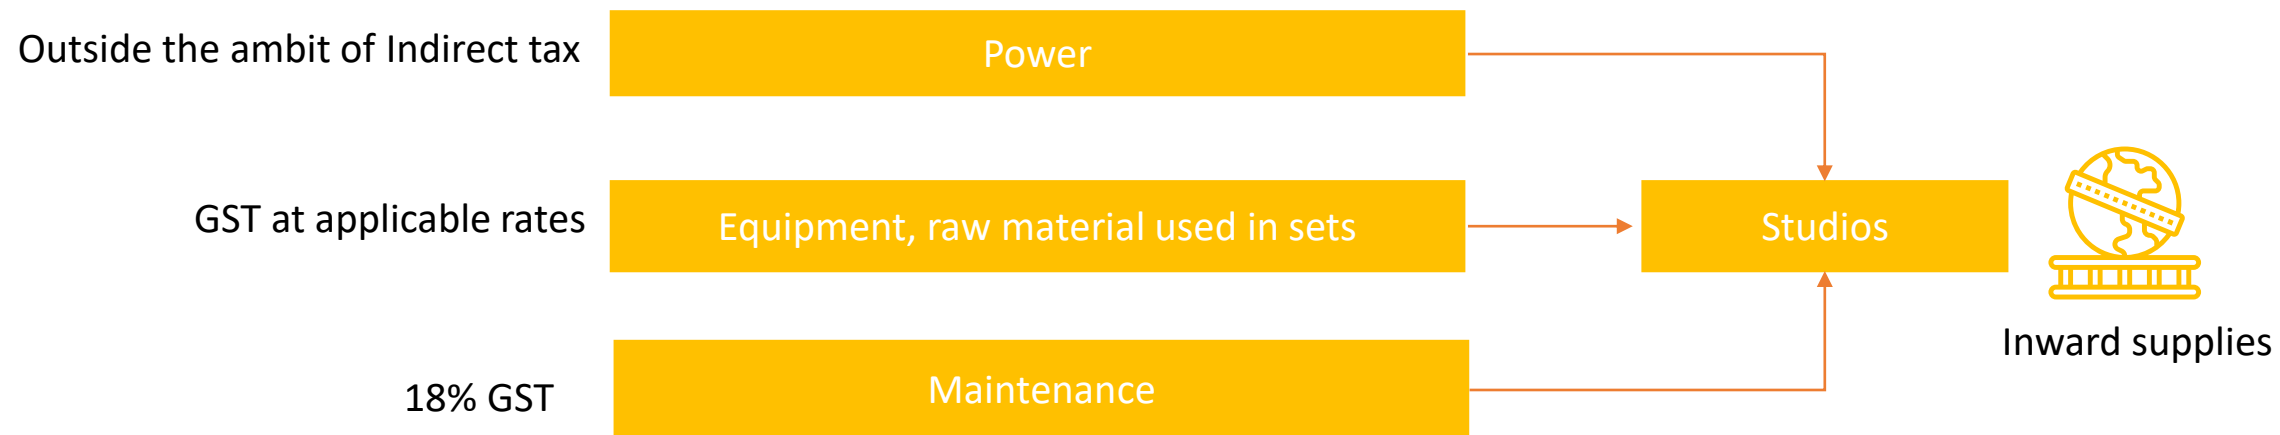 Outside the ambit of Indirect tax
Power
GST at applicable rates
Equipment, raw material used in sets
Studios
Inward supplies
18% GST
Maintenance